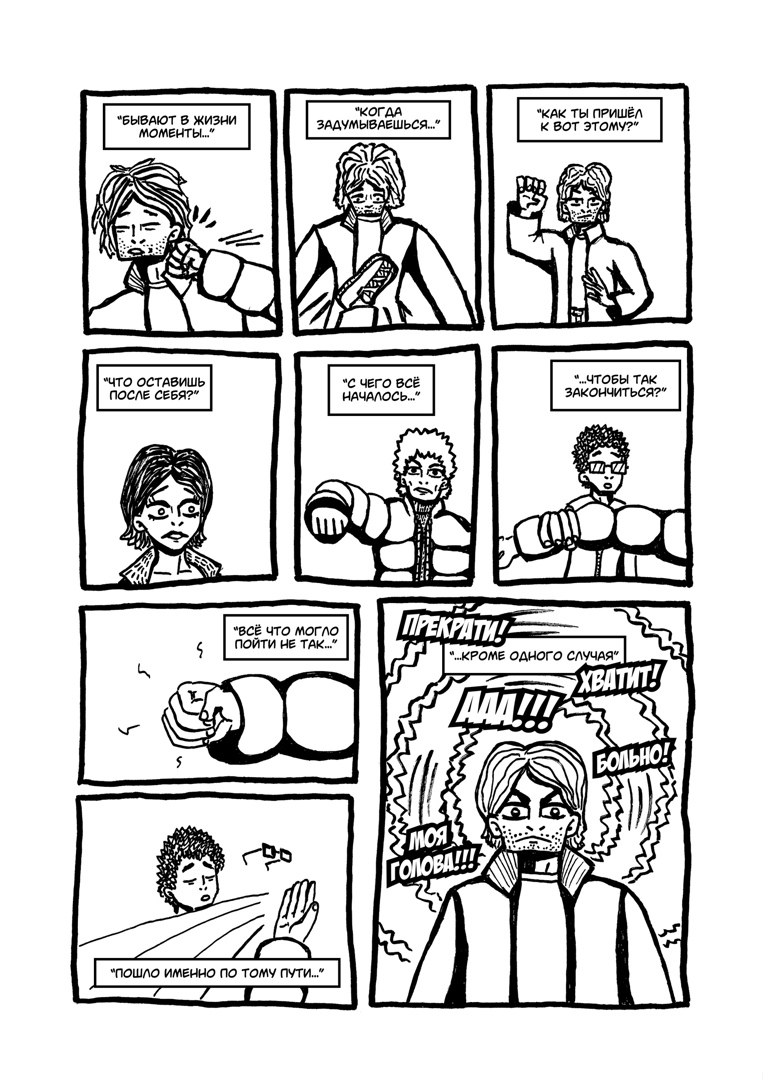 “БЫВАЮТ В ЖИЗНИ
МОМЕНТЫ...”
“КОГДА
ЗАДУМЫВАЕШЬСЯ...”
“КАК ТЫ ПРИШЁЛ
К ВОТ ЭТОМУ?”
“ЧТО ОСТАВИШЬ
ПОСЛЕ СЕБЯ?”
“С ЧЕГО ВСЁ
НАЧАЛОСЬ...”
“...ЧТОБЫ ТАК
ЗАКОНЧИТЬСЯ?”
“ВСЁ ЧТО МОГЛО
ПОЙТИ НЕ ТАК...”
“ПОШЛО ИМЕННО ПО ТОМУ ПУТИ...”
ПРЕКРАТИ!
“...КРОМЕ ОДНОГО СЛУЧАЯ”
ХВАТИТ!
ААА!!!
БОЛЬНО!
МОЯ
ГОЛОВА!!!